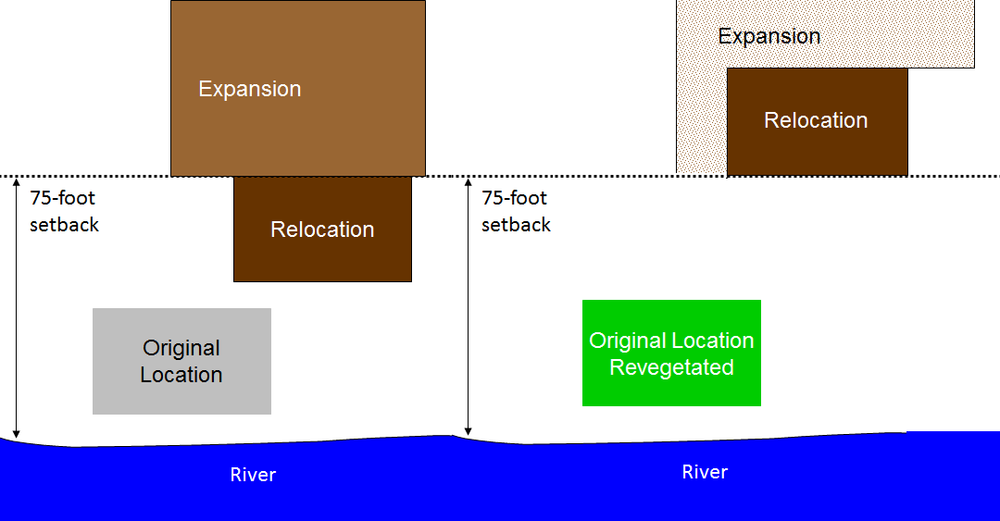 Expansion
75-foot
setback
Relocation
Original
Location
River
Expansion
Relocation
75-foot
setback
Original Location
Revegetated
River